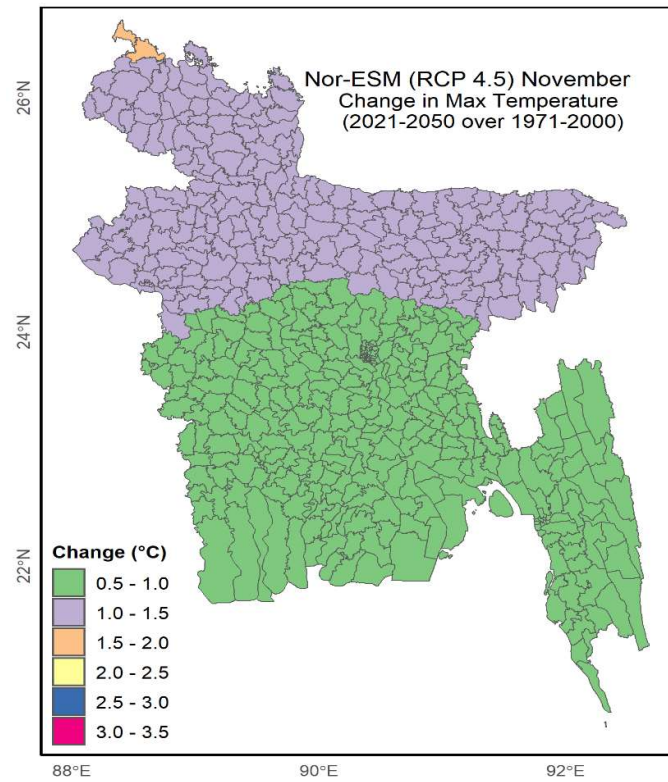 Nor-ESM (RCP 4.5) November
Change in Max Temperature
(2021-2050 over 1971-2000)
26°N
24°N
22°N
Change (°C)
0.5 - 1.0
1.0 - 1.5
1.5 - 2.0
2.0 - 2.5
2.5 - 3.0
3.0 - 3.5
88°E
90°E
92°E